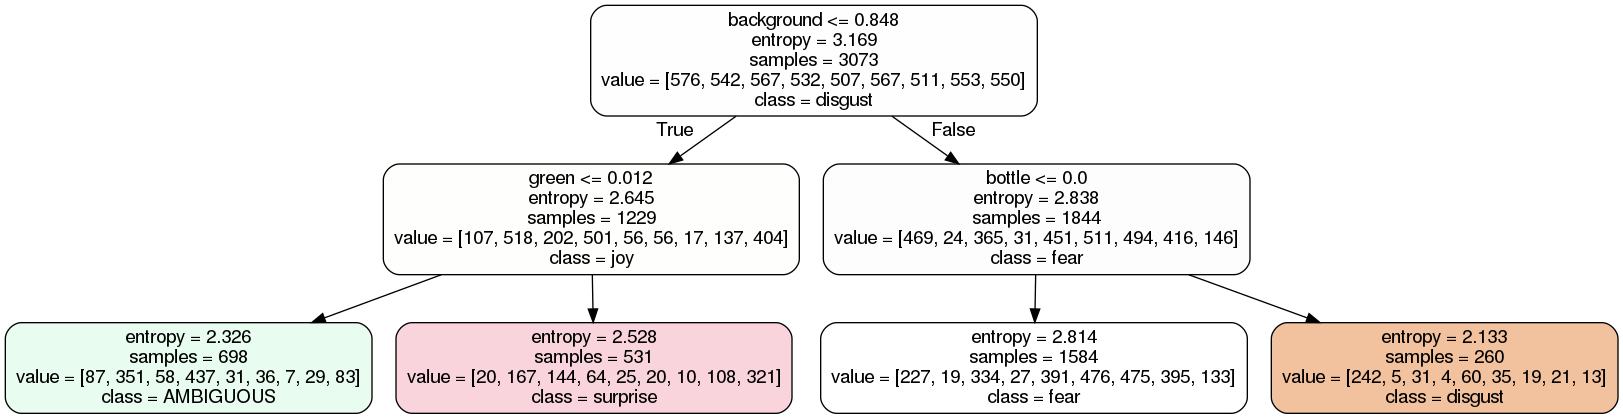 background <= 0.848
entropy = 3.169
samples = 3073
value = [576, 542, 567, 532, 507, 567, 511, 553, 550]
class = disgust
True
False
green <= 0.012
entropy = 2.645
samples = 1229
value = [107, 518, 202, 501, 56, 56, 17, 137, 404]
class = joy
bottle <= 0.0
entropy = 2.838
samples = 1844
value = [469, 24, 365, 31, 451, 511, 494, 416, 146]
class = fear
entropy = 2.326
samples = 698
value = [87, 351, 58, 437, 31, 36, 7, 29, 83]
class = AMBIGUOUS
entropy = 2.528
samples = 531
value = [20, 167, 144, 64, 25, 20, 10, 108, 321]
class = surprise
entropy = 2.814
samples = 1584
value = [227, 19, 334, 27, 391, 476, 475, 395, 133]
class = fear
entropy = 2.133
samples = 260
value = [242, 5, 31, 4, 60, 35, 19, 21, 13]
class = disgust